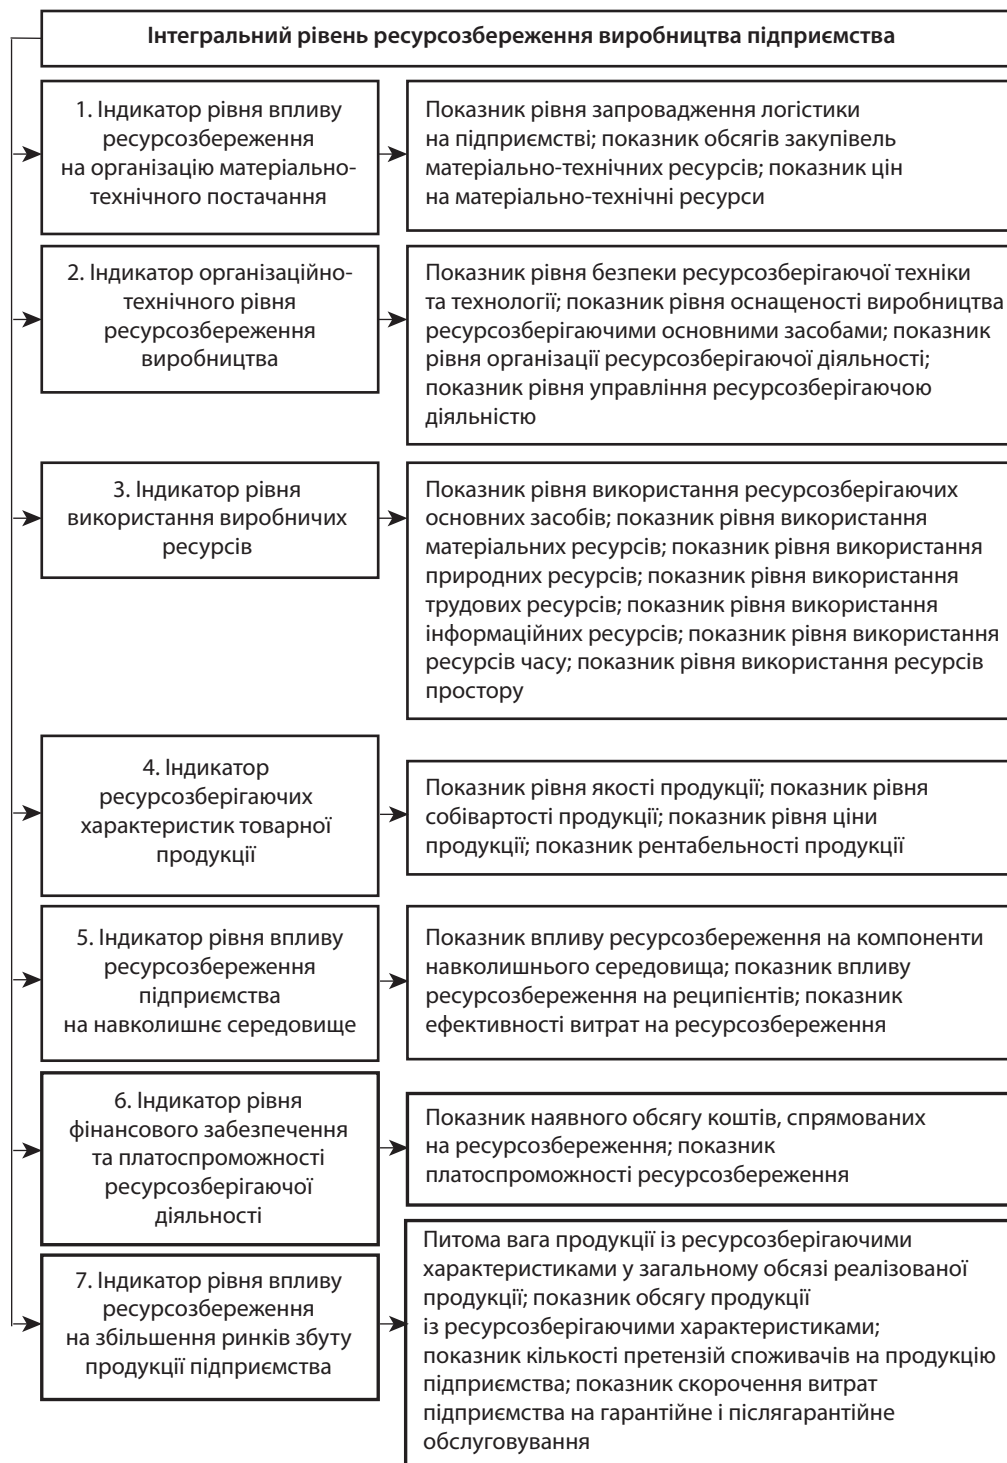 Інтегральний рівень ресурсозбереження виробництва підприємства
1. Індикатор рівня впливу
ресурсозбереження
на організацію матеріально-
технічного постачання
Показник рівня запровадження логістики
на підприємстві; показник обсягів закупівель
матеріально-технічних ресурсів; показник цін
на матеріально-технічні ресурси
2. Індикатор організаційно-
технічного рівня
ресурсозбереження
виробництва
Показник рівня безпеки ресурсозберігаючої техніки
та технології; показник рівня оснащеності виробництва
ресурсозберігаючими основними засобами; показник
рівня організації ресурсозберігаючої діяльності;
показник рівня управління ресурсозберігаючою
діяльністю
3. Індикатор рівня
використання виробничих
ресурсів
Показник рівня використання ресурсозберігаючих
основних засобів; показник рівня використання
матеріальних ресурсів; показник рівня використання
природних ресурсів; показник рівня використання
трудових ресурсів; показник рівня використання
інформаційних ресурсів; показник рівня використання
ресурсів часу; показник рівня використання ресурсів
простору
4. Індикатор
ресурсозберігаючих
характеристик товарної
продукції
Показник рівня якості продукції; показник рівня
собівартості продукції; показник рівня ціни
продукції; показник рентабельності продукції
5. Індикатор рівня впливу
ресурсозбереження
підприємства
на навколишнє середовище
Показник впливу ресурсозбереження на компоненти
навколишнього середовища; показник впливу
ресурсозбереження на реципієнтів; показник
ефективності витрат на ресурсозбереження
6. Індикатор рівня
фінансового забезпечення
та платоспроможності
ресурсозберігаючої
діяльності
Показник наявного обсягу коштів, спрямованих
на ресурсозбереження; показник
платоспроможності ресурсозбереження
7. Індикатор рівня впливу
ресурсозбереження
на збільшення ринків збуту
продукції підприємства
Питома вага продукції із ресурсозберігаючими
характеристиками у загальному обсязі реалізованої
продукції; показник обсягу продукції
із ресурсозберігаючими характеристиками;
показник кількості претензій споживачів на продукцію
підприємства; показник скорочення витрат
підприємства на гарантійне і післягарантійне
обслуговування